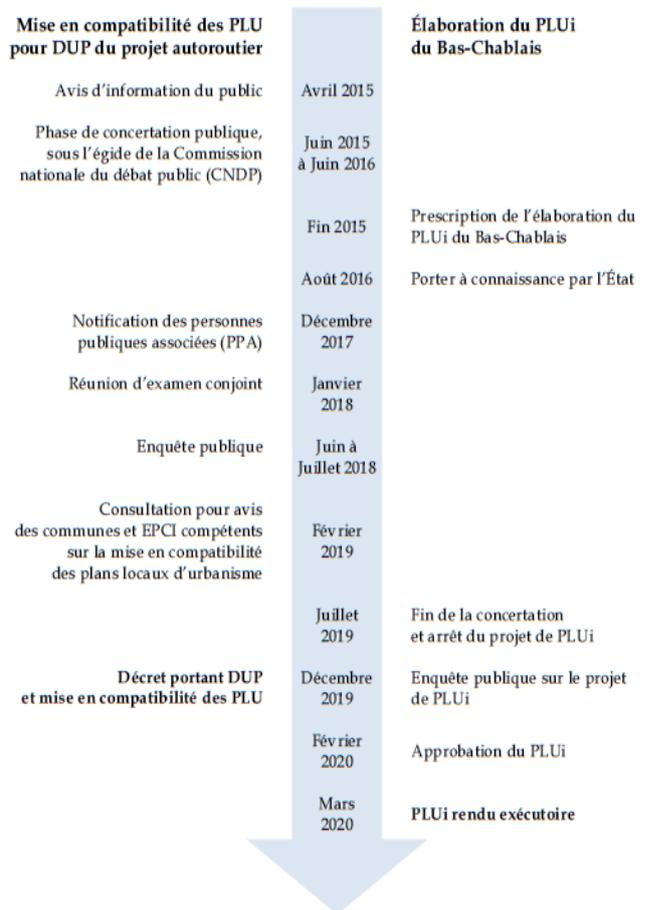 Mise en compatibilité des PLU
pour DUP du projet autoroutier
Élaboration du PLUi
du Bas-Chablais
Avis d'information du public
Avril 2015
Phase de concertation publique,
sous l'égide de la Commission
nationale du débat public (CNDP)
Juin 2015
à Juin 2016
Fin 2015
Prescription de l'élaboration du
PLUi du Bas-Chablais
Août 2016
Porter à connaissance par l'État
Notification des personnes
publiques associées (PPA)
Décembre
2017
Réunion d'examen conjoint
Janvier
2018
Enquête publique
Juin à
Juillet 2018
Consultation pour avis
des communes et EPCI compétents
sur la mise en compatibilité
des plans locaux d'urbanisme
Février
2019
Juillet
2019
Fin de la concertation
et arrêt du projet de PLUi
Décret portant DUP
et mise en compatibilité des PLU
Décembre
2019
Enquête publique sur le projet
de PLUi
Février
2020
Approbation du PLUi
Mars
2020
PLUi rendu exécutoire